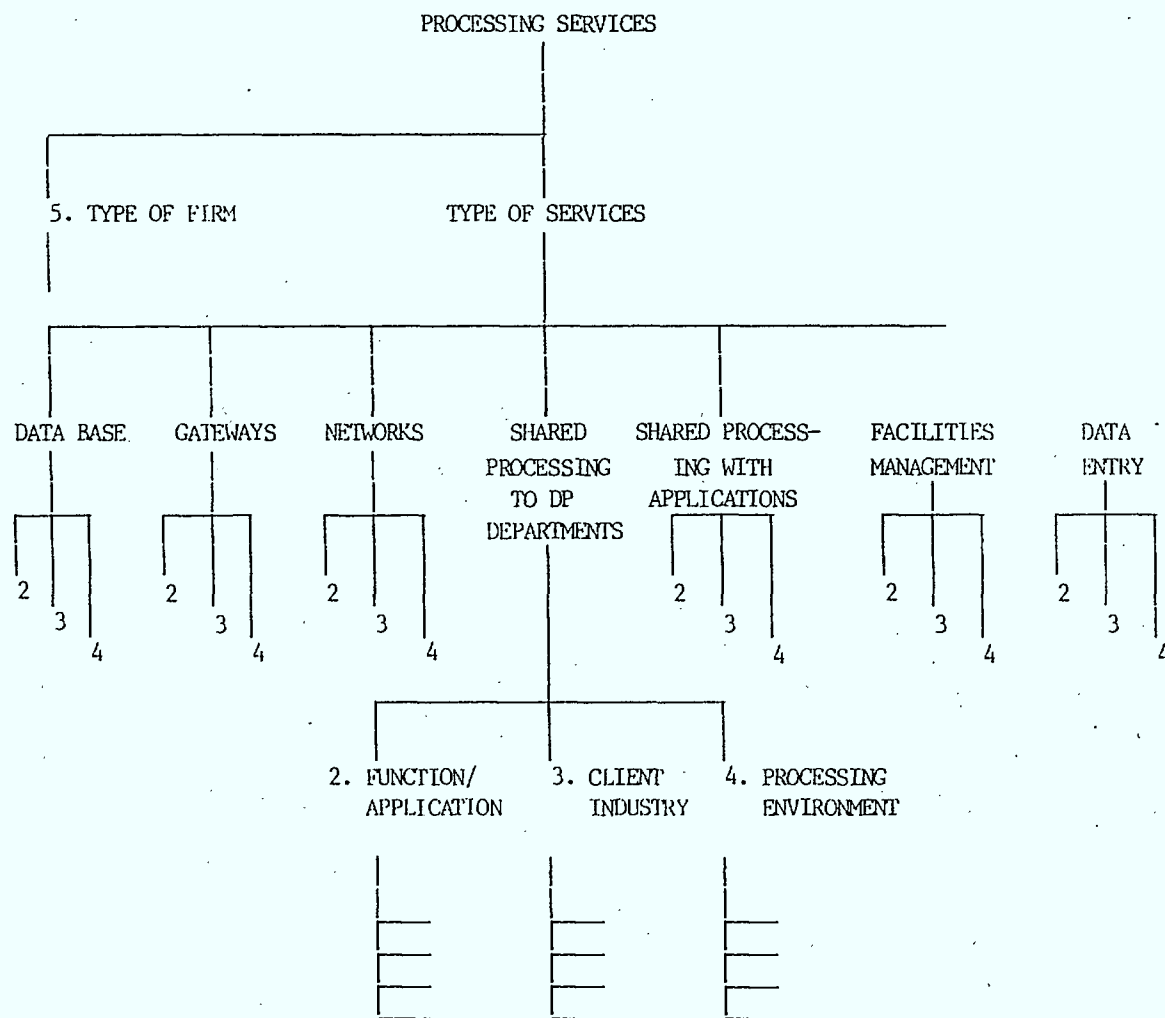 PROCESSING SERVICES
5. TYPE OF FIRM
TYPE OF SERVICES
DATA BASE
GATEWAYS
NETWORKS
SHARED
PROCESSING
TO DP
DEPARTMENTS
SHARED PROCESS-
ING WITH
APPLICATIONS
FACILITIES
MANAGEMENT
DATA
ENTRY
2
3
4
2
3
4
2
3
4
2
3
4
2
3
4
2
3
4
2. FUNCTION/
APPLICATION
3. CLIENT
INDUSTRY
4. PROCESSING
ENVIRONMENT